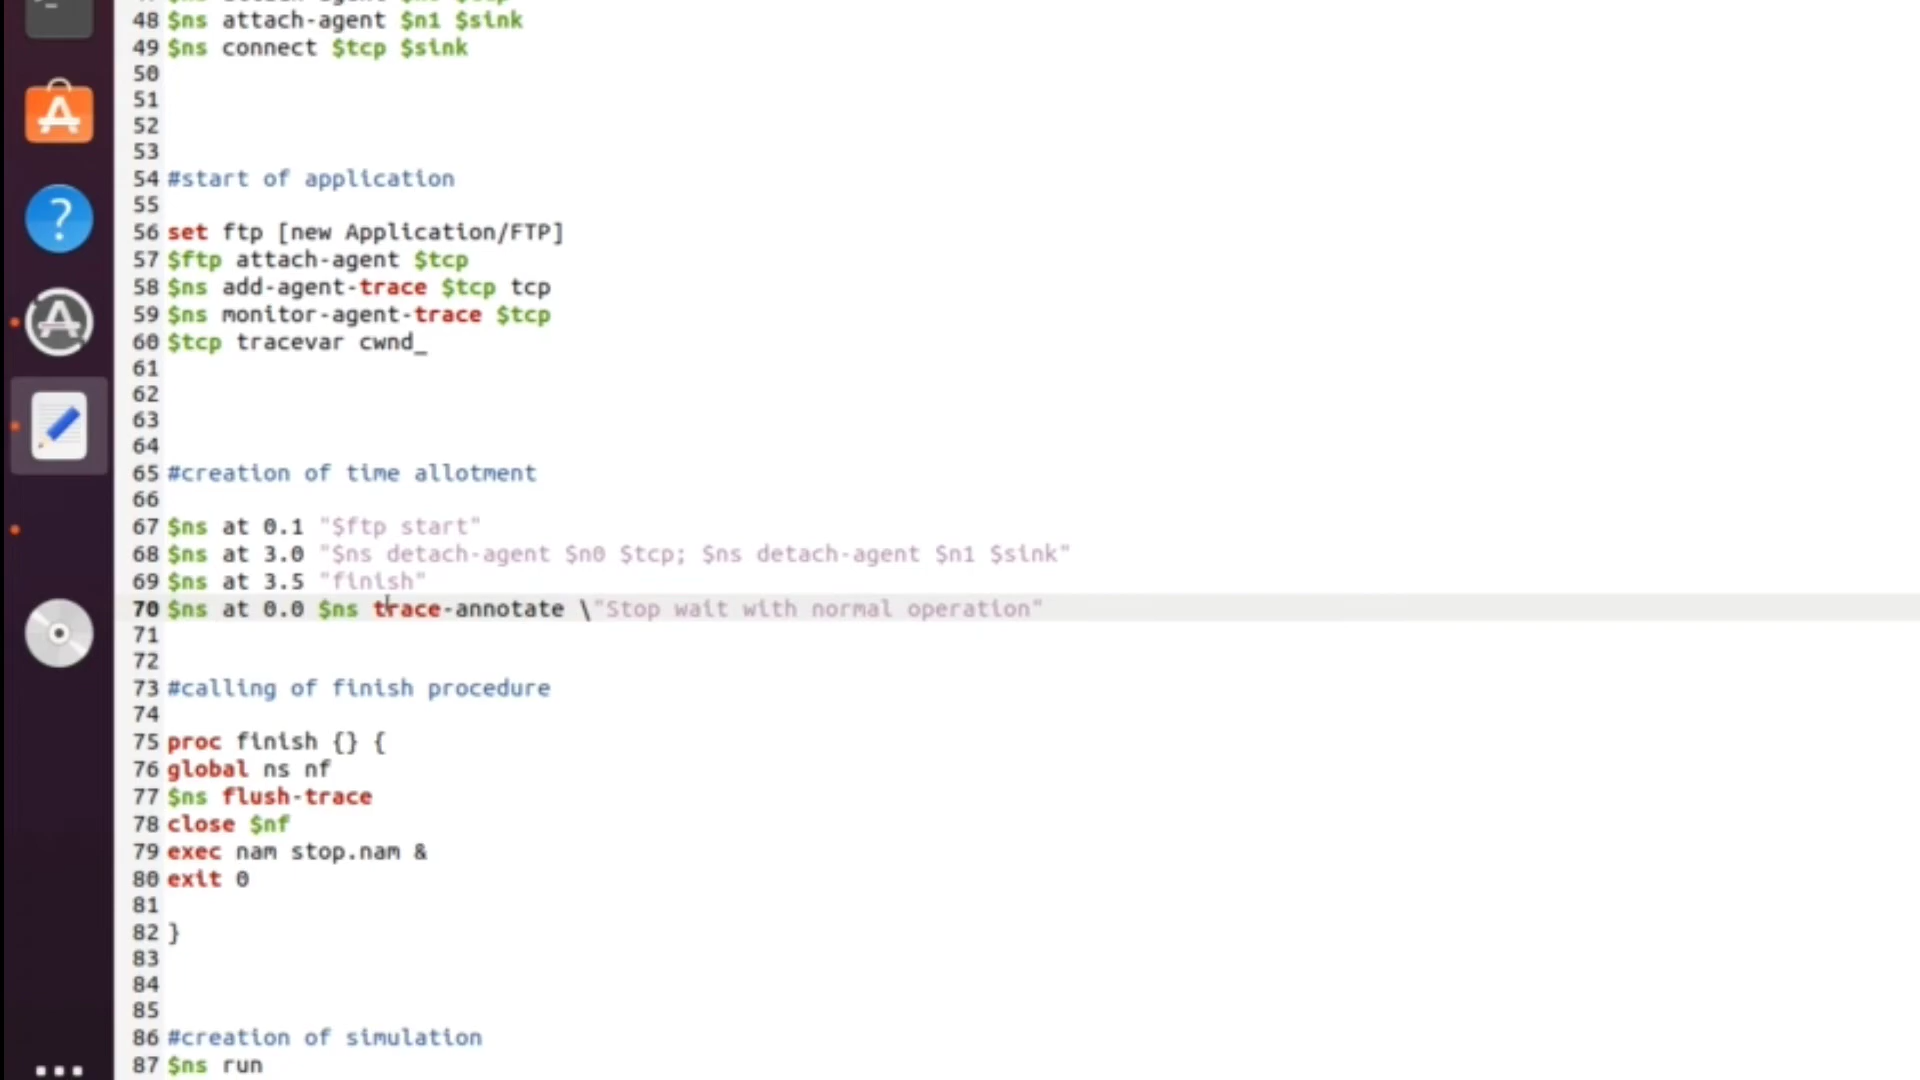 48 $ns attach-agent $n1 $sink
49 $ns connect $tcp $sink
50
51
52
53
54 #start of application
55
56 set ftp [new Application/FTP]
57 $ftp attach-agent $tcp
58 $ns add-agent-trace $tcp tcp
59 $ns monitor-agent-trace $tcp
60 $tcp tracevar cwnd_
61
62
63
64
65 #creation of time allotment
66
67 $ns at 0.1 "$ftp start"
68 $ns at 3.0 "$ns detach-agent $n0 $tcp; $ns detach-agent $n1 $sink"
69 $ns at 3.5 "finish"
70 $ns at 0.0 $ns trace-annotate \"Stop wait with normal operation"
71
72
73 #calling of finish procedure
74
75 proc finish {} {
76 global ns nf
77 $ns flush-trace
78 close $nf
79 exec nam stop.nam &
80 exit 0
81
82 }
83
84
85
86 #creation of simulation
87 $ns run